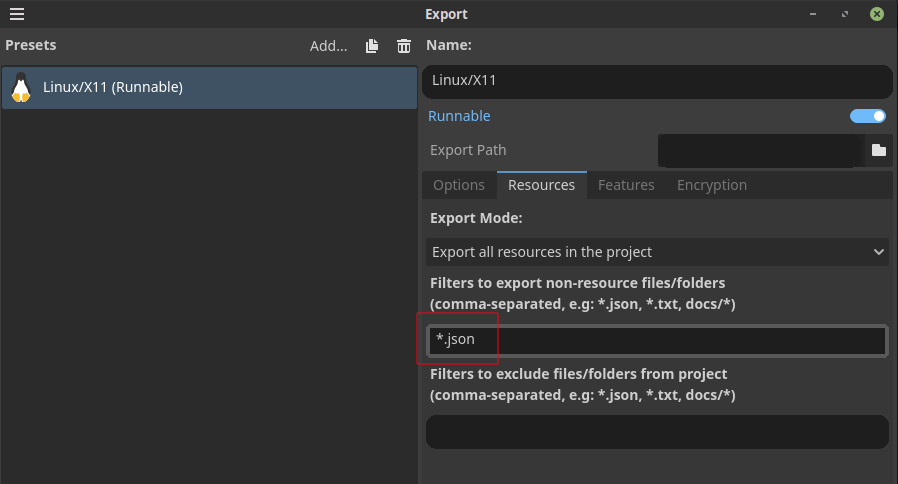 Export
Presets
Add...
Linux/X11 (Runnable)
Name:
Linux/X11
Runnable
Export Path
Options Resources Features Encryption
Export Mode:
Export all resources in the project
Filters to export non-resource files/folders
(comma-separated, e.g: *.json, *.txt, docs/*)
*.json
Filters to exclude files/folders from project
(comma-separated, e.g: *.json, *.txt, docs/*)